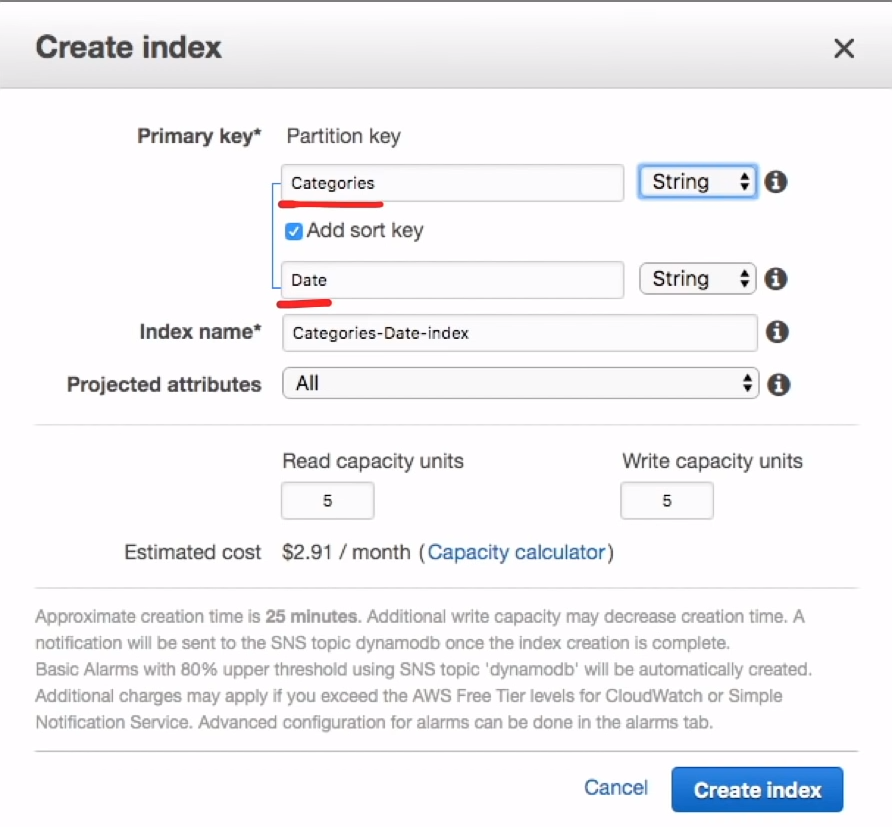 Create index
Primary key* Partition key
Categories String
Add sort key
Date String
Index name* Categories-Date-index
Projected attributes All
Read capacity units Write capacity units
5 5
Estimated cost $2.91 / month (Capacity calculator)
Approximate creation time is 25 minutes. Additional write capacity may decrease creation time. A
notification will be sent to the SNS topic dynamodb once the index creation is complete.
Basic Alarms with 80% upper threshold using SNS topic 'dynamodb' will be automatically created.
Additional charges may apply if you exceed the AWS Free Tier levels for CloudWatch or Simple
Notification Service. Advanced configuration for alarms can be done in the alarms tab.
Cancel Create index